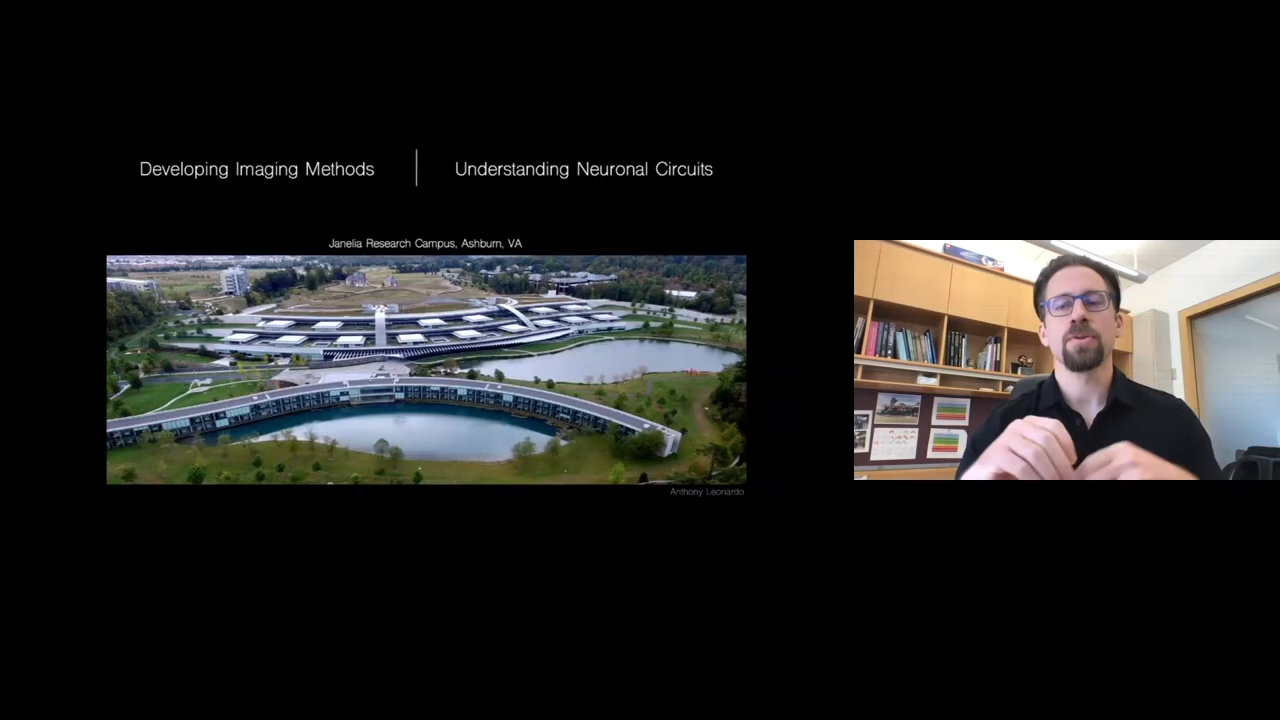 Developing Imaging Methods
Understanding Neuronal Circuits
Janelia Research Campus, Ashburn, VA
Anthony Leonardo